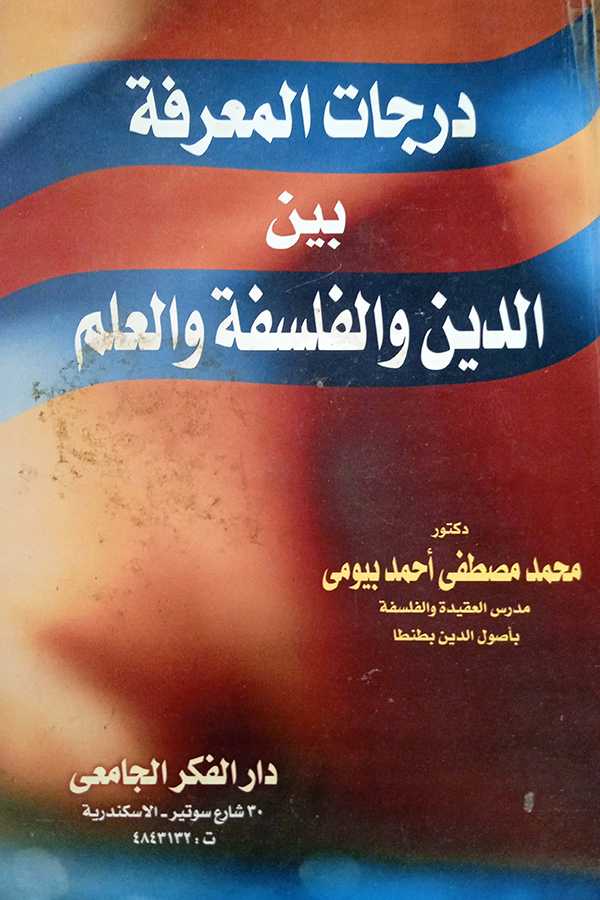 درجات المعرفة
بين
الدين والفلسفة والعلم
دكتور
محمد مصطفى أحمد بيومى
مدرس العقيدة والفلسفة
بأصول الدين بطنطا
دار الفكر الجامعى
٣٠ شارع سوتير - الاسكندرية
ت : ٤٨٤٣١٣٢